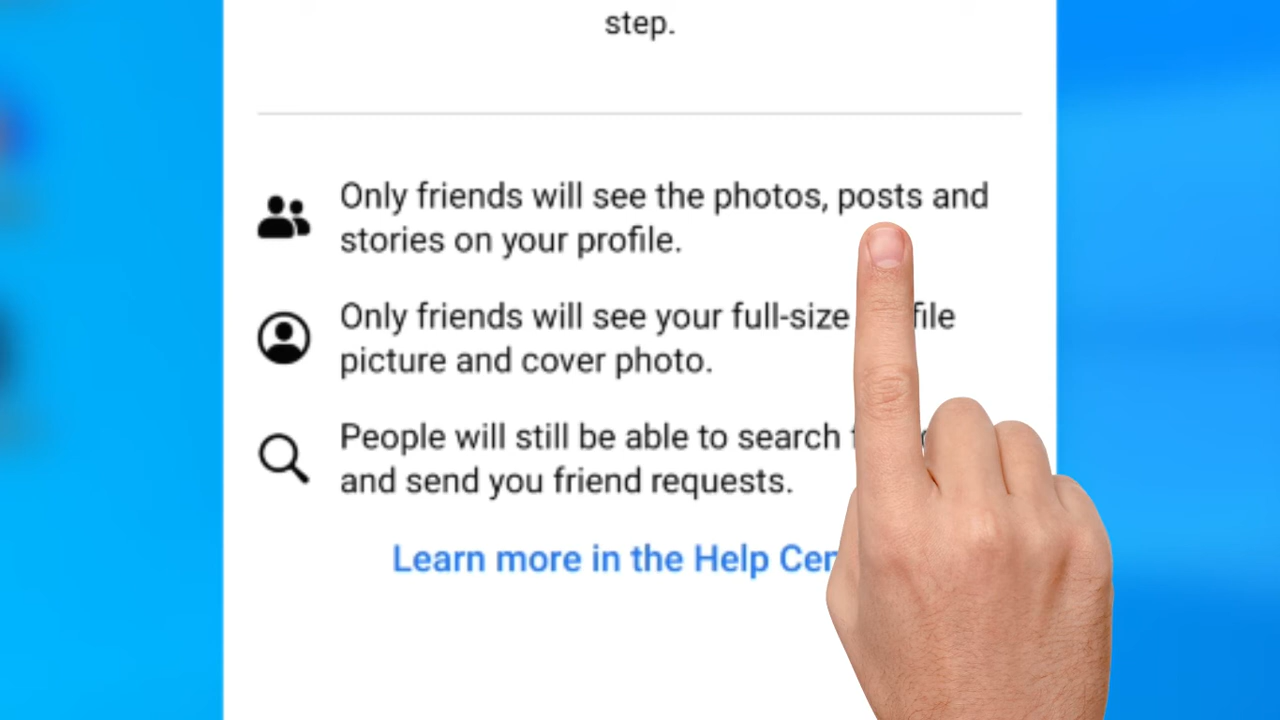 step.
Only friends will see the photos, posts and
stories on your profile.
Only friends will see your full-size
picture and cover photo.
People will still be able to search
and send you friend requests.
Learn more in the Help